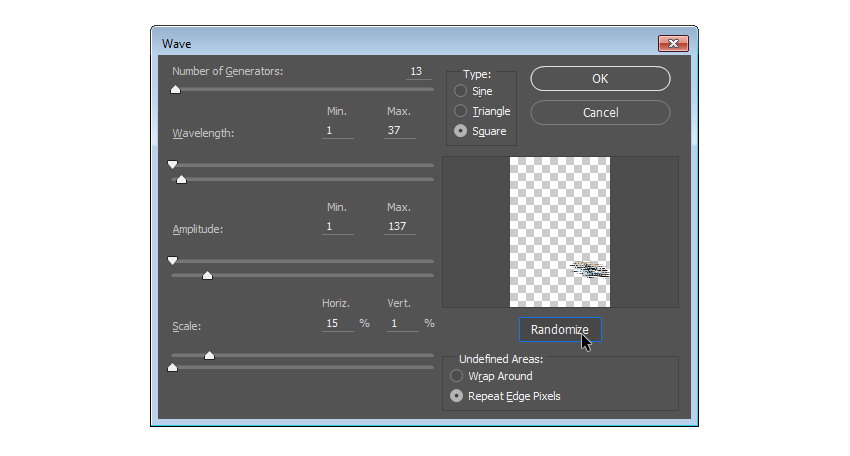 Wave
Number of Generators: 13
Min. Max.
Wavelength: 1 37
Min. Max.
Amplitude: 1 137
Horiz. Vert.
Scale: 15 % 1 %
Type:
Sine
Triangle
Square
OK
Cancel
Randomize
Undefined Areas:
Wrap Around
Repeat Edge Pixels